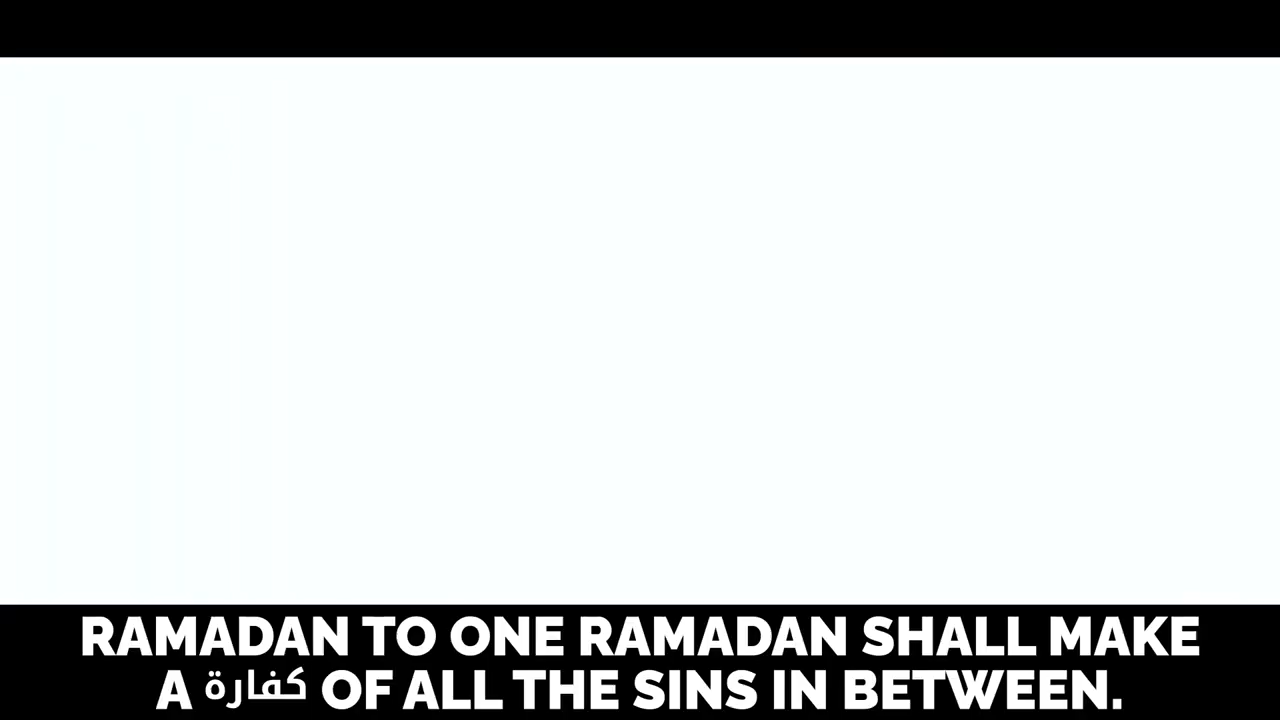 RAMADAN TO ONE RAMADAN SHALL MAKE
A كفارة OF ALL THE SINS IN BETWEEN.